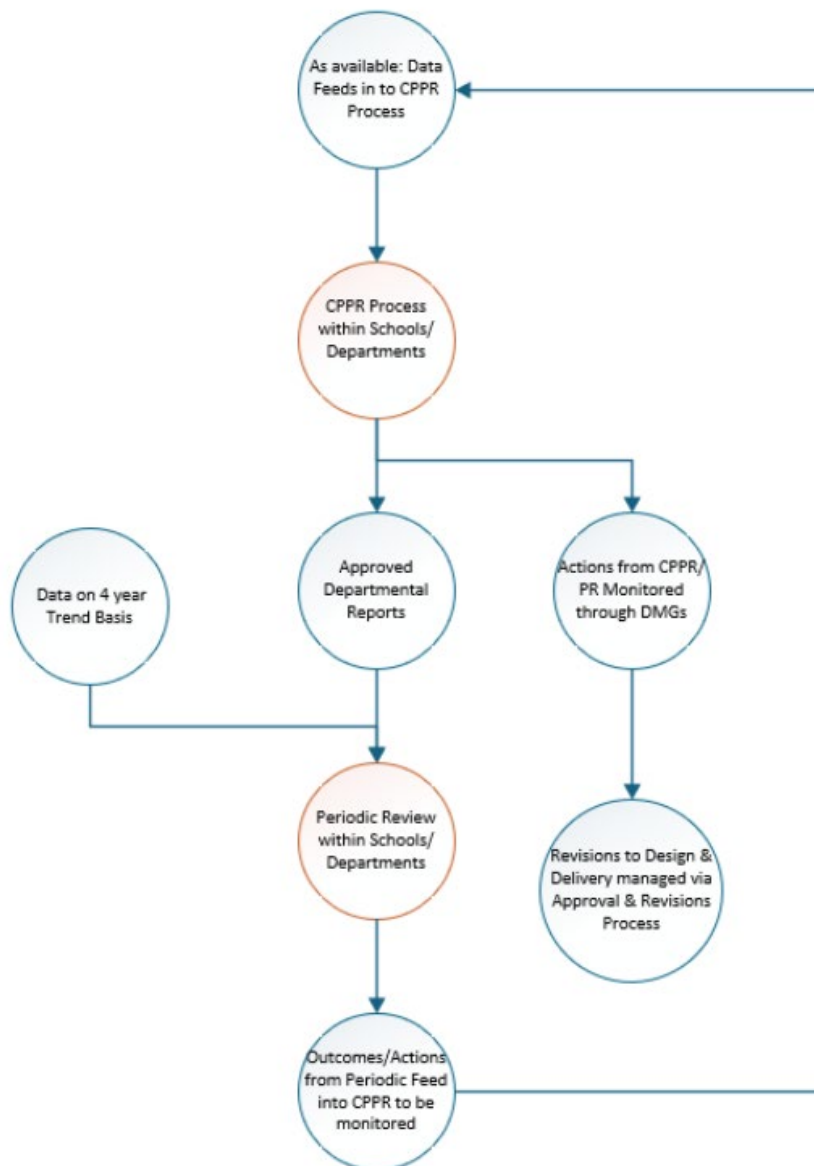 As available: Data
Feeds in to CPPR
Process
CPPR Process
within Schools/
Departments
Data on 4 year
Trend Basis
Approved
Departmental
Reports
Actions from CPPR/
PR Monitored
through DMGs
Periodic Review
within Schools/
Departments
Revisions to Design &
Delivery managed via
Approval & Revisions
Process
Outcomes/Actions
from Periodic Feed
into CPPR to be
monitored